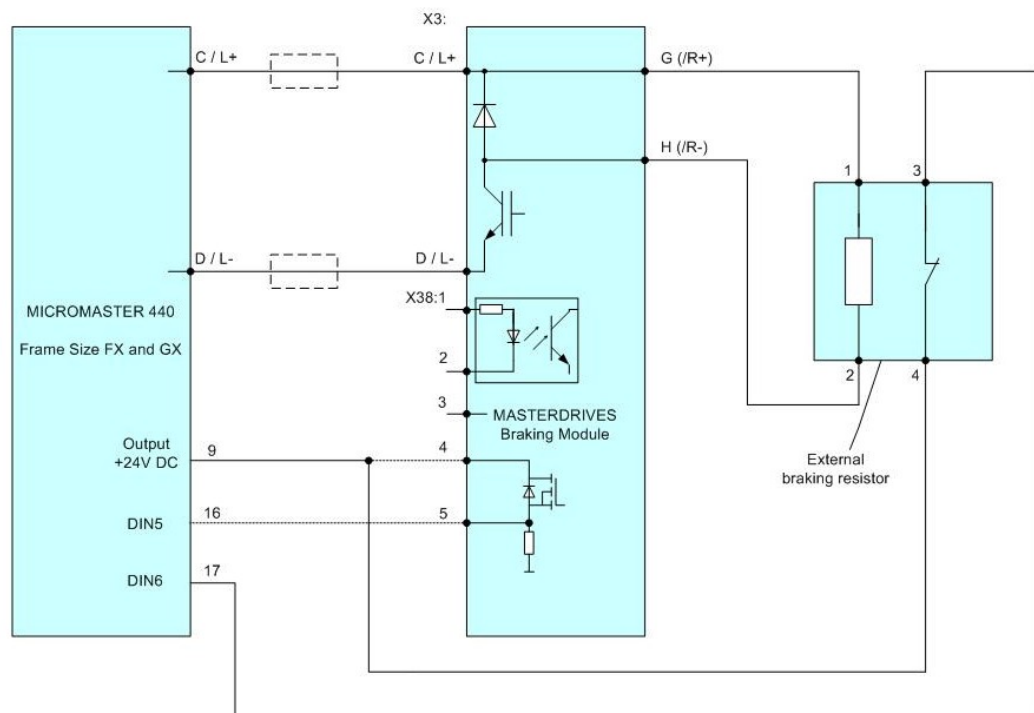 X3:
C / L+
C / L+
G (/R+)
H (/R-)
1
3
D / L-
D / L-
X38:1
MICROMASTER 440
Frame Size FX and GX
2
2
4
3
MASTERDRIVES
Braking Module
Output
+24V DC
9
4
External
braking resistor
DIN5
16
5
DIN6
17